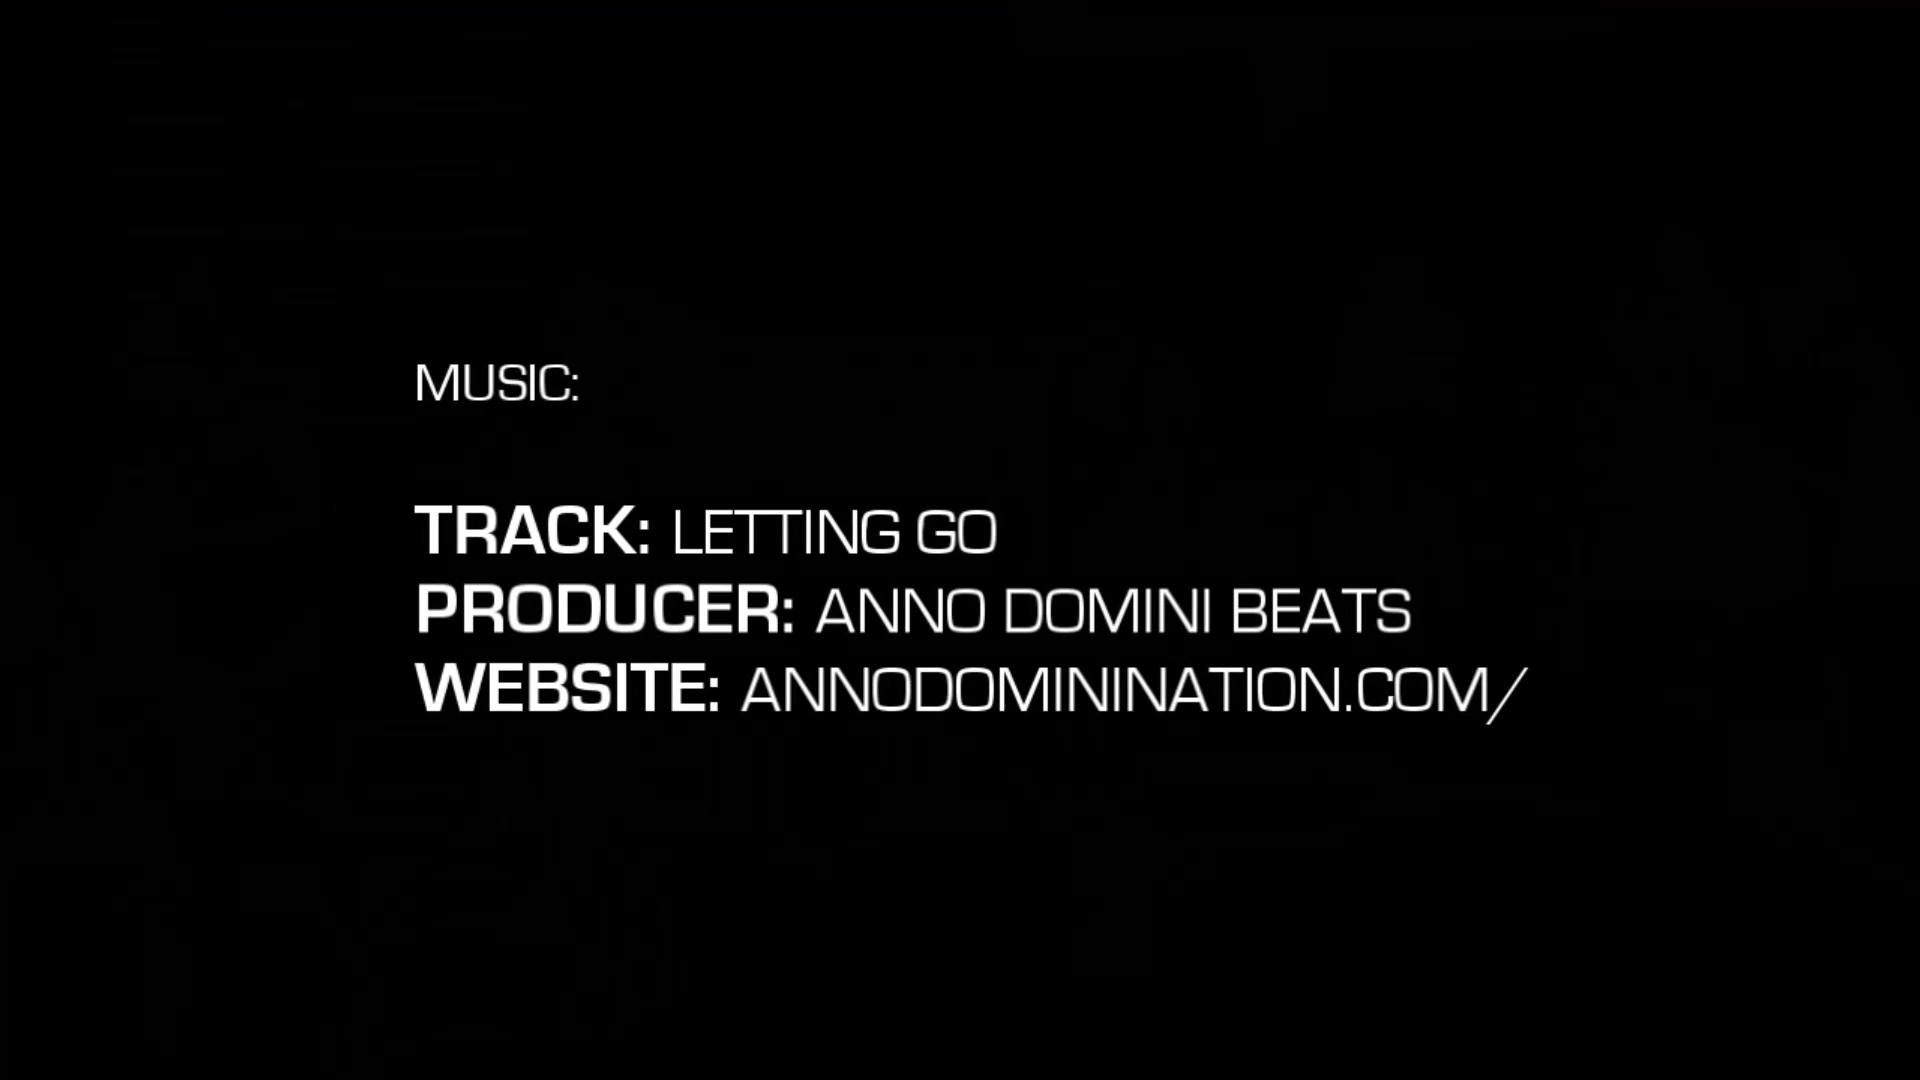 MUSIC:
TRACK: LETTING GO
PRODUCER: ANNO DOMINI BEATS
WEBSITE: ANNODOMININATION.COM/